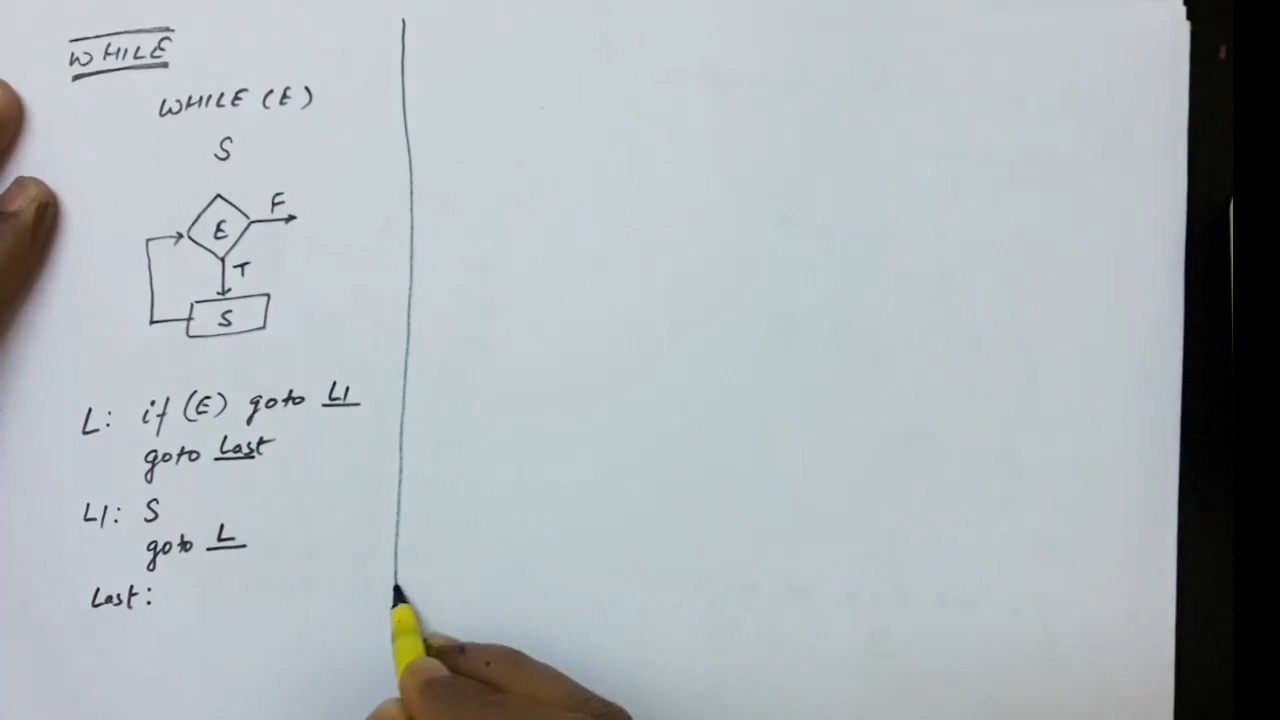 WHILE
WHILE (E)
S
E
F
T
S
L: if (E) goto L1
goto Last
L1: S
goto L
Last: